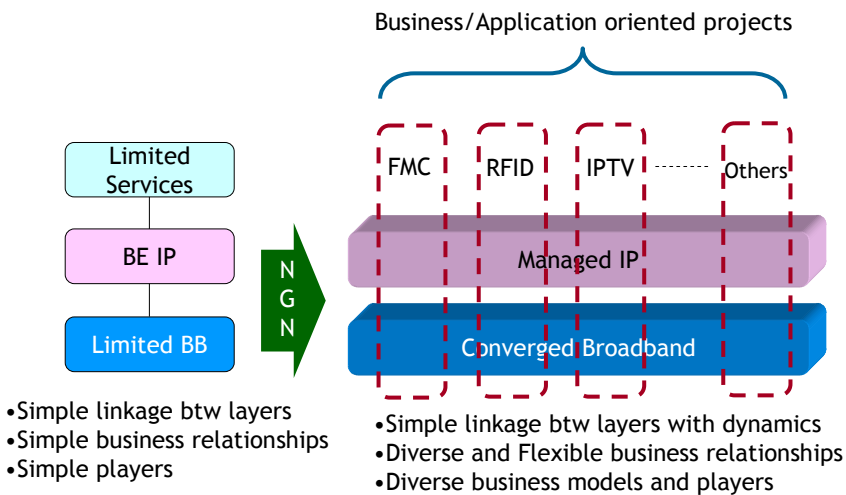 Business/Application oriented projects
Limited
Services
BE IP
Limited BB
N
G
N
FMC
RFID
IPTV
Others
Managed IP
Converged Broadband
•Simple linkage btw layers
•Simple business relationships
•Simple players
•Simple linkage btw layers with dynamics
•Diverse and Flexible business relationships
•Diverse business models and players